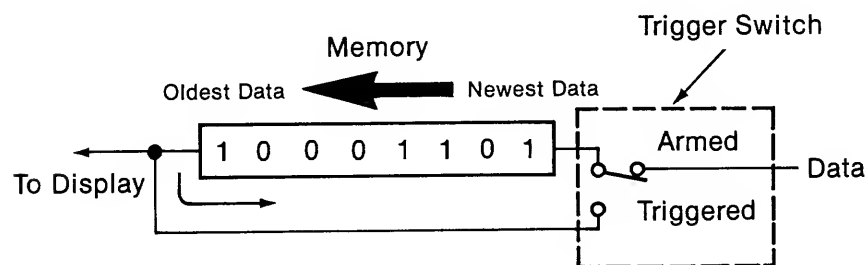 Trigger Switch
Memory
Oldest Data
Newest Data
1 0 0 0 1 1 0 1
Armed
Data
To Display
Triggered